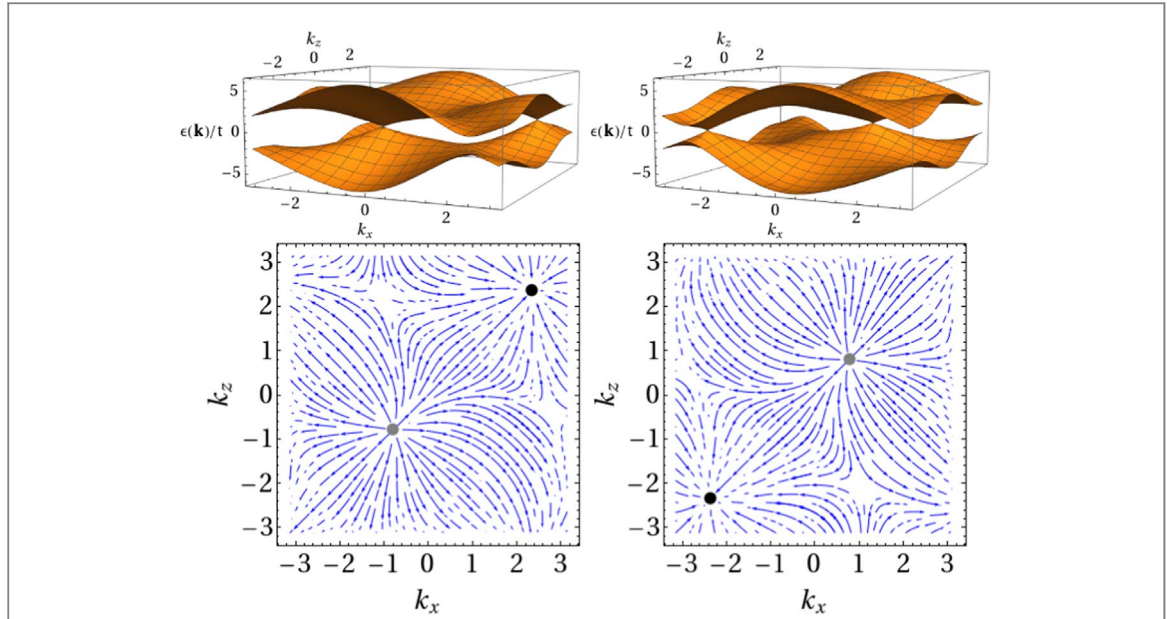 k_z k_z
−2 0 2 −2 0 2
5 5
ϵ(𝐤)/t 0 ϵ(𝐤)/t 0
−5 −5
−2 0 2 −2 0 2
k_x k_x
3 3
2 2
1 1
k_z 0 k_z 0
−1 −1
−2 −2
−3 −3
−3 −2 −1 0 1 2 3 −3 −2 −1 0 1 2 3
k_x k_x